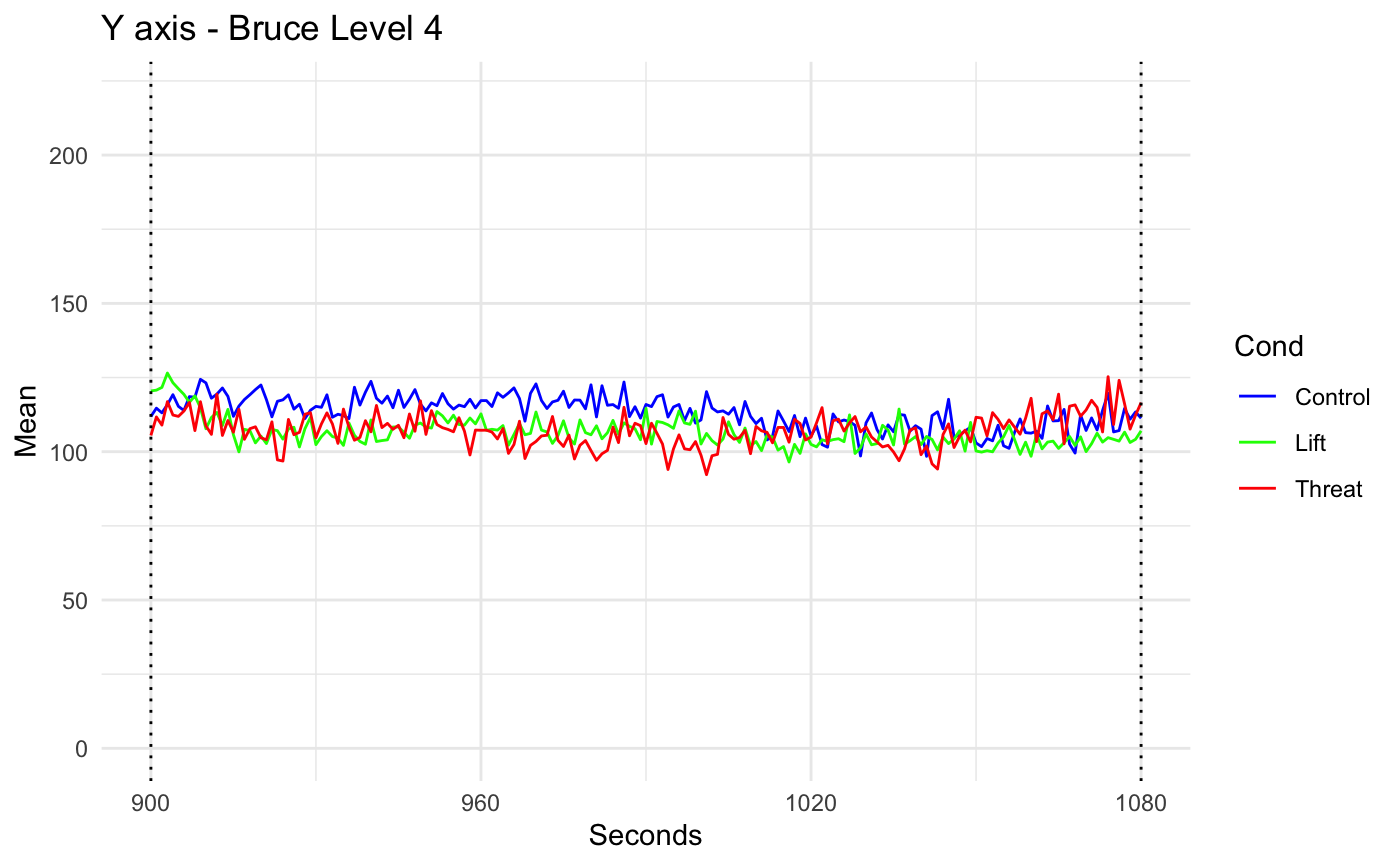 Y axis - Bruce Level 4
Mean
200
150
100
50
0
900
960
1020
1080
Seconds
Cond
Control
Lift
Threat